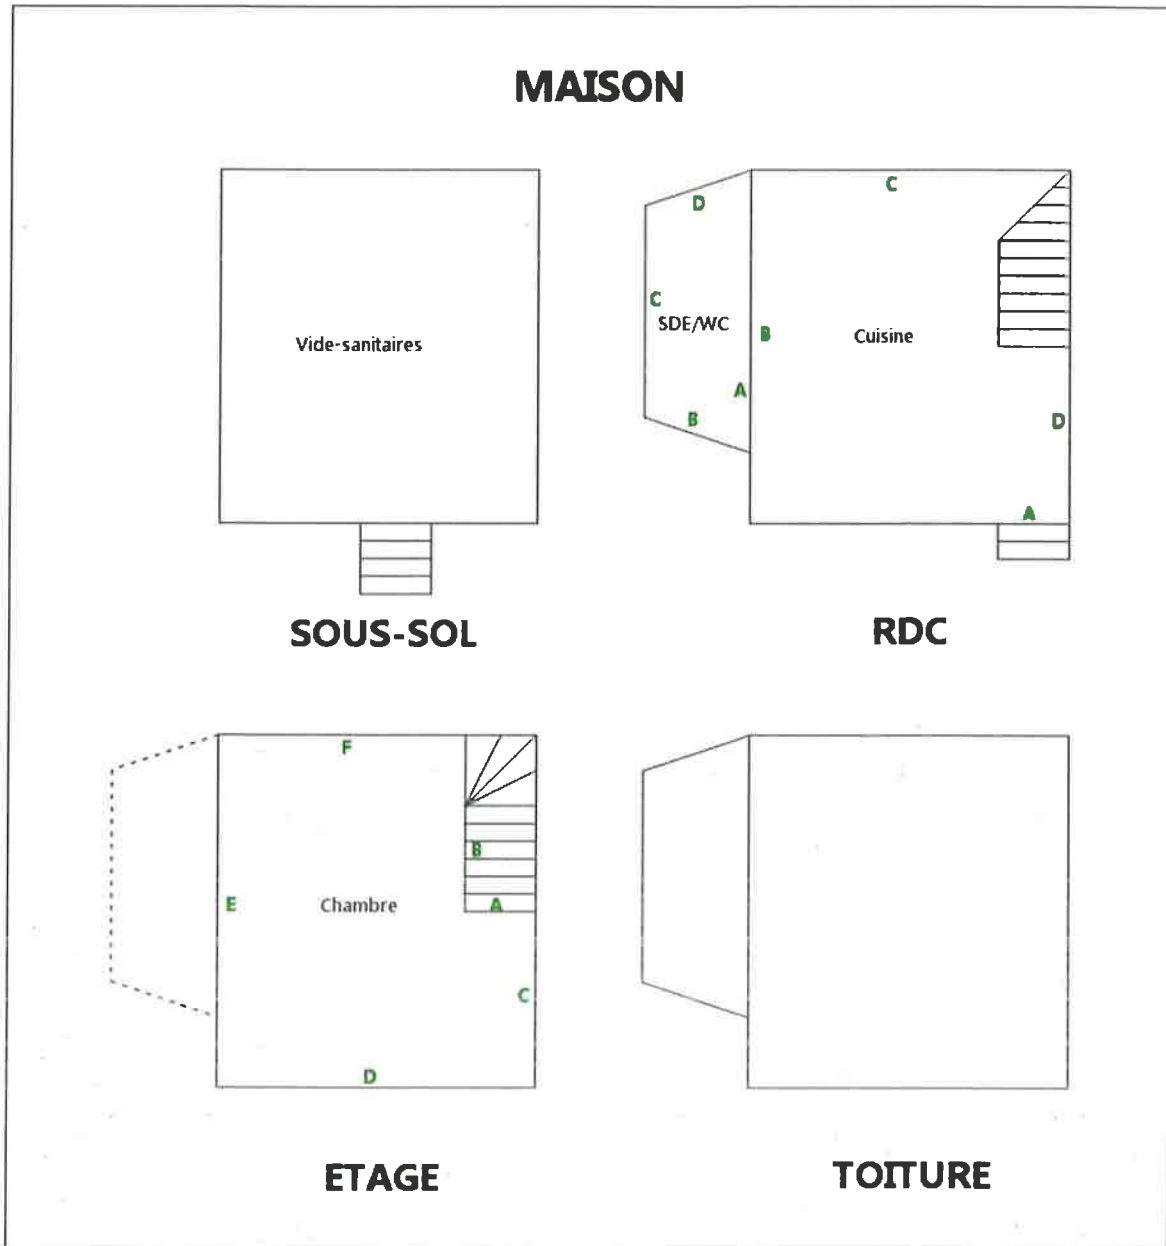 MAISON
Vide-sanitaires
SOUS-SOL
C
D
C
SDE/WC
B
Cuisine
A
B
D
A
RDC
F
B
E
Chambre
A
C
D
ETAGE
TOITURE